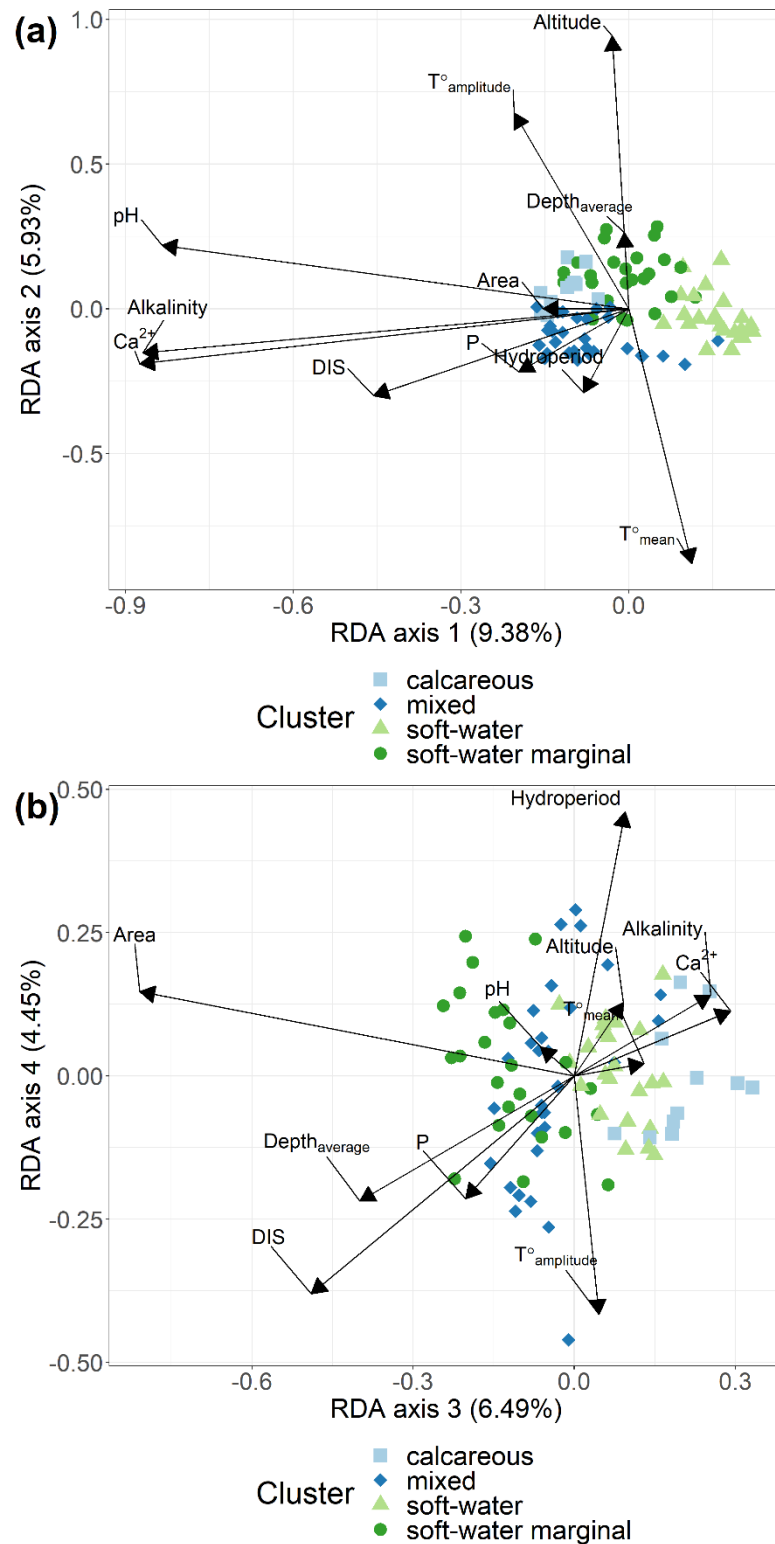 (a)
1.0
0.5
0.0
-0.5
-0.9
-0.6
-0.3
0.0
RDA axis 2 (5.93%)
RDA axis 1 (9.38%)
Altitude
T°amplitude
Depthaverage
pH
Area
Alkalinity
Ca2+
P
Hydroperiod
DIS
T°mean
Cluster
calcareous
mixed
soft-water
soft-water marginal
(b)
0.50
0.25
0.00
-0.25
-0.50
-0.6
-0.3
0.0
0.3
RDA axis 4 (4.45%)
RDA axis 3 (6.49%)
Hydroperiod
Area
Alkalinity
Altitude
Ca2+
pH
T°mean
Depthaverage
P
DIS
T°amplitude
Cluster
calcareous
mixed
soft-water
soft-water marginal